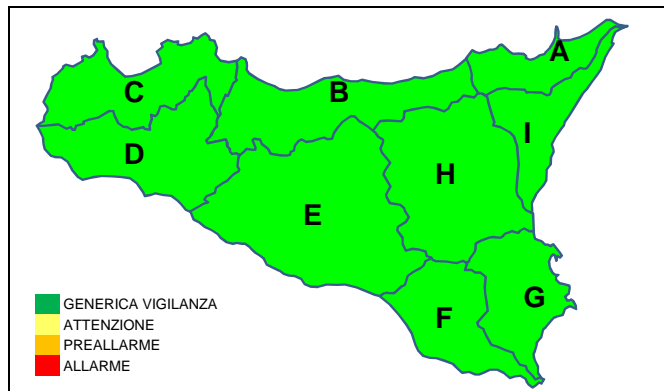 A
B
C
I
D
H
E
F
G
GENERICA VIGILANZA
ATTENZIONE
PREALLARME
ALLARME